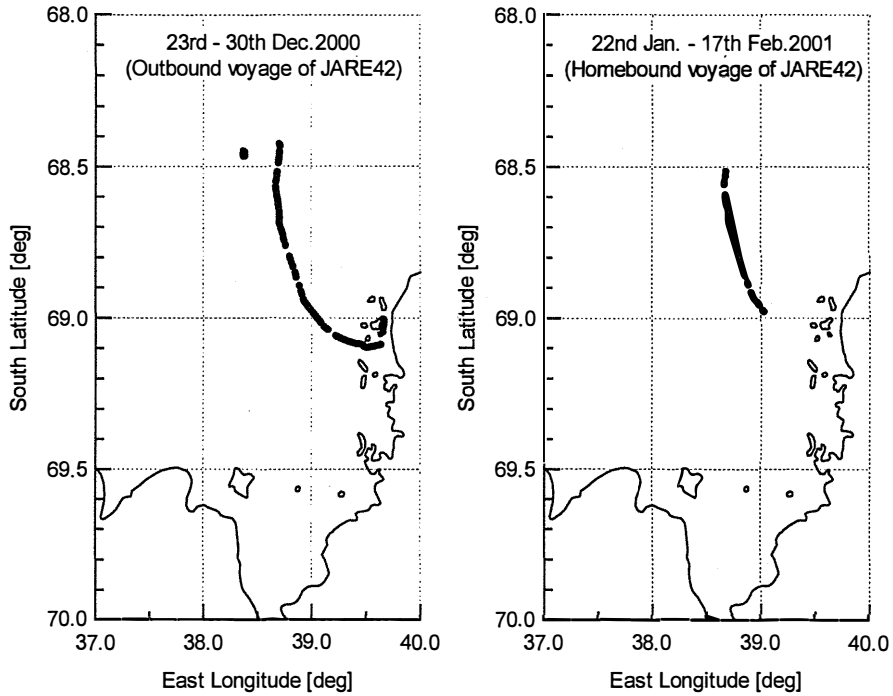 23rd - 30th Dec.2000
(Outbound voyage of JARE42)
68.0
68.5
69.0
69.5
70.0
South Latitude [deg]
37.0 38.0 39.0 40.0
East Longitude [deg]
22nd Jan. - 17th Feb.2001
(Homebound voyage of JARE42)
68.0
68.5
69.0
69.5
70.0
South Latitude [deg]
37.0 38.0 39.0 40.0
East Longitude [deg]